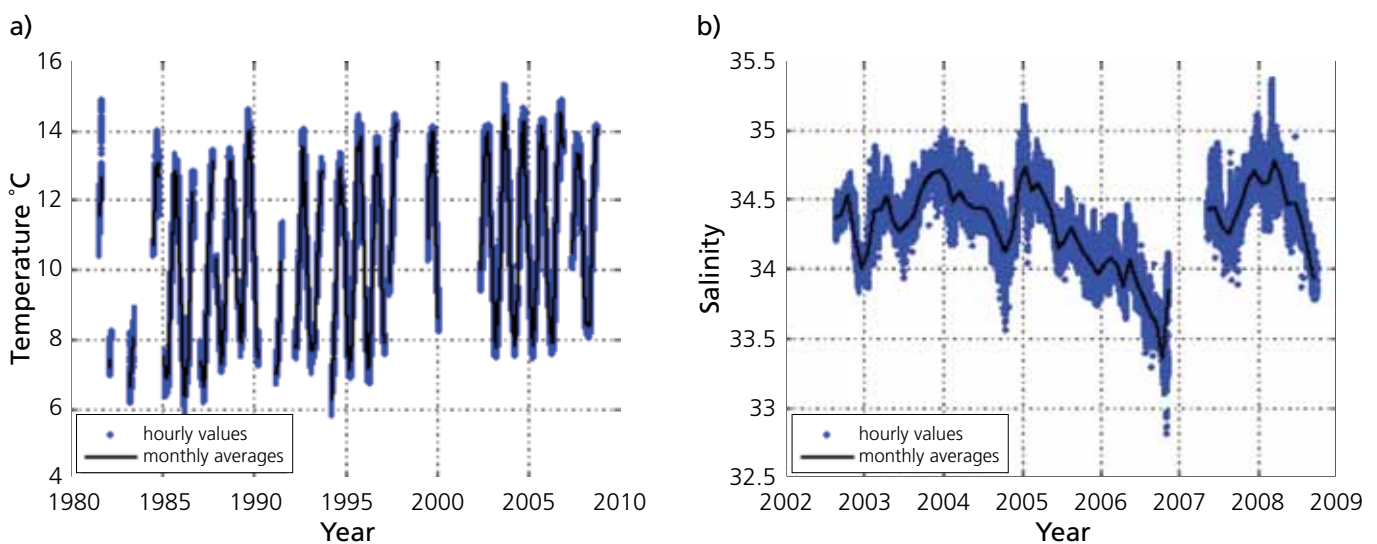 a)
16
14
12
10
8
6
4
Temperature °C
hourly values
monthly averages
1980 1985 1990 1995 2000 2005 2010
Year
b)
35.5
35
34.5
34
33.5
33
32.5
Salinity
hourly values
monthly averages
2002 2003 2004 2005 2006 2007 2008 2009
Year